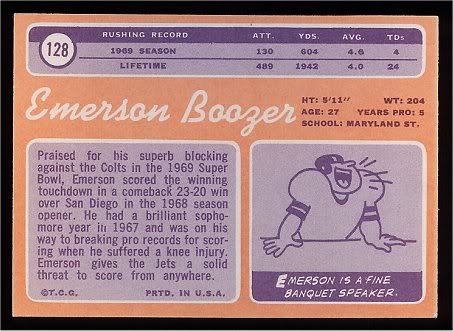 128
RUSHING RECORD ATT. YDS. AVG. TDs
1969 SEASON 130 604 4.6 4
LIFETIME 489 1942 4.0 24
Emerson Boozer
HT: 5'11" WT: 204
AGE: 27 YEARS PRO: 5
SCHOOL: MARYLAND ST.
Praised for his superb blocking
against the Colts in the 1969 Super
Bowl, Emerson scored the winning
touchdown in a comeback 23-20 win
over San Diego in the 1968 season
opener. He had a brilliant sopho-
more year in 1967 and was on his
way to breaking pro records for scor-
ing when he suffered a knee injury.
Emerson gives the Jets a solid
threat to score from anywhere.
©T.C.G. PRTD. IN U.S.A.
EMERSON IS A FINE
BANQUET SPEAKER.